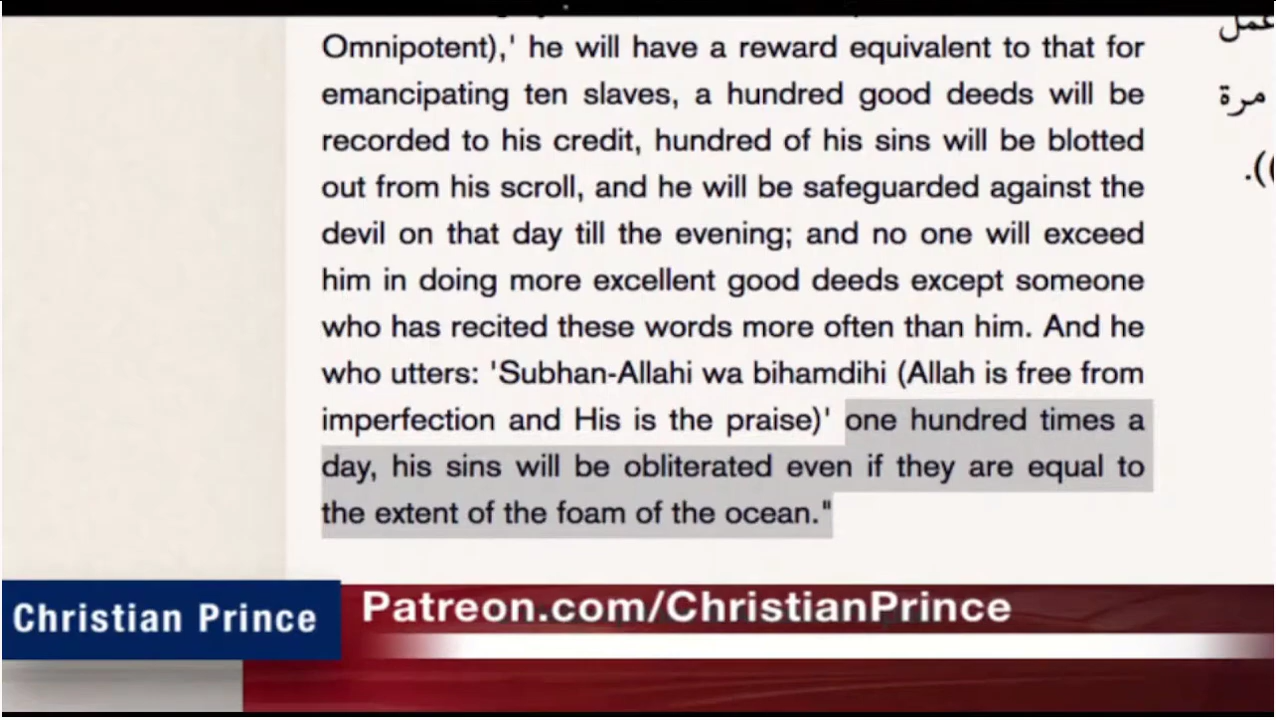 Omnipotent),' he will have a reward equivalent to that for
emancipating ten slaves, a hundred good deeds will be
recorded to his credit, hundred of his sins will be blotted
out from his scroll, and he will be safeguarded against the
devil on that day till the evening; and no one will exceed
him in doing more excellent good deeds except someone
who has recited these words more often than him. And he
who utters: 'Subhan-Allahi wa bihamdihi (Allah is free from
imperfection and His is the praise)' one hundred times a
day, his sins will be obliterated even if they are equal to
the extent of the foam of the ocean."
عمل
مرة
)).
Christian Prince
Patreon.com/ChristianPrince